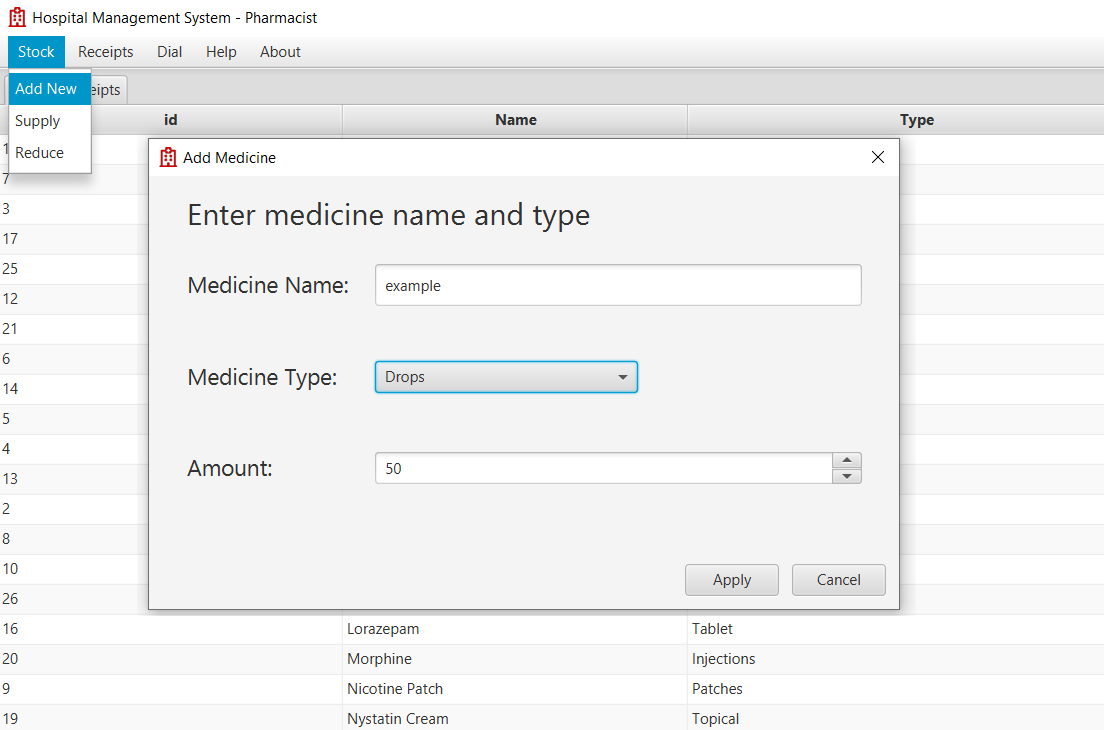 Hospital Management System - Pharmacist
Stock Receipts Dial Help About
Add New
eipts
Supply
Reduce
id Name Type
1
7
3
17
25
12
21
6
14
5
4
13
2
8
10
26
Add Medicine
Enter medicine name and type
Medicine Name: example
Medicine Type: Drops
Amount: 50
Apply Cancel
16 Lorazepam Tablet
20 Morphine Injections
9 Nicotine Patch Patches
19 Nystatin Cream Topical